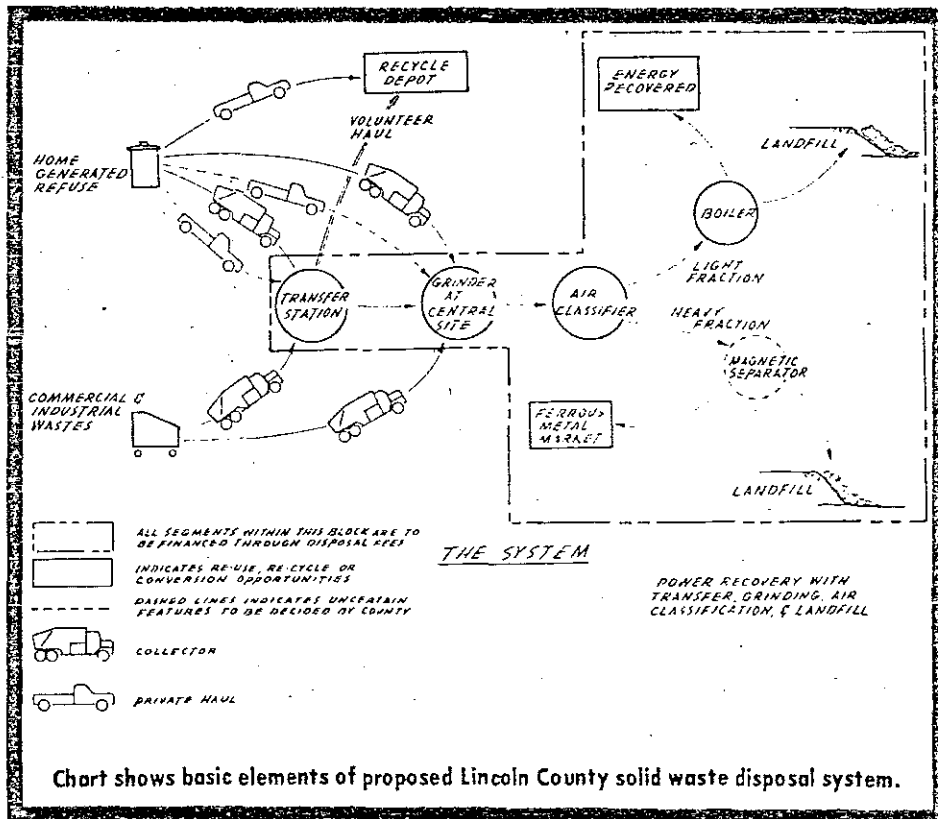 RECYCLE
DEPOT
ENERGY
RECOVERED
VOLUNTEER
HAUL
LANDFILL
HOME
GENERATED
REFUSE
BOILER
LIGHT
FRACTION
TRANSFER
STATION
GRINDER
AT
CENTRAL
SITE
AIR
CLASSIFIER
HEAVY
FRACTION
MAGNETIC
SEPARATOR
COMMERCIAL &
INDUSTRIAL
WASTES
FERROUS
METAL
MARKET
LANDFILL
ALL SEGMENTS WITHIN THIS BLOCK ARE TO
BE FINANCED THROUGH DISPOSAL FEES
THE SYSTEM
INDICATES RE-USE, RE-CYCLE OR
CONVERSION OPPORTUNITIES
DASHED LINES INDICATES UNCERTAIN
FEATURES TO BE DECIDED BY COUNTY
POWER RECOVERY WITH
TRANSFER, GRINDING, AIR
CLASSIFICATION, & LANDFILL
COLLECTOR
PRIVATE HAUL
Chart shows basic elements of proposed Lincoln County solid waste disposal system.